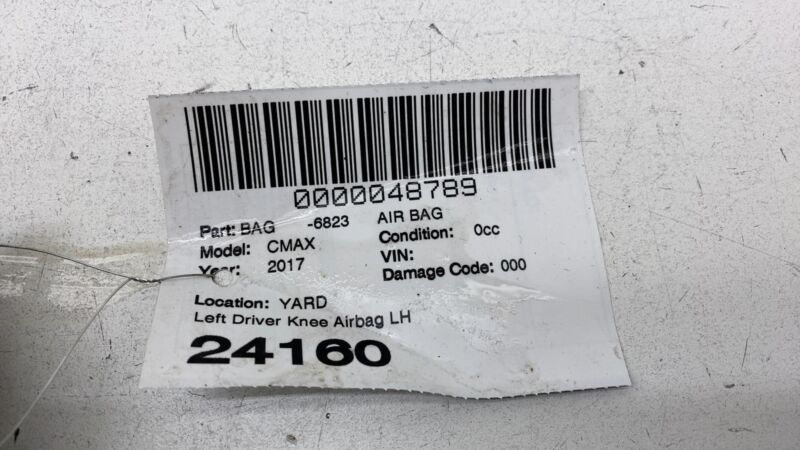 0000048789
Part: BAG -6823 AIR BAG
Model: CMAX Condition: 0cc
Year: 2017 VIN:
Damage Code: 000
Location: YARD
Left Driver Knee Airbag LH
24160